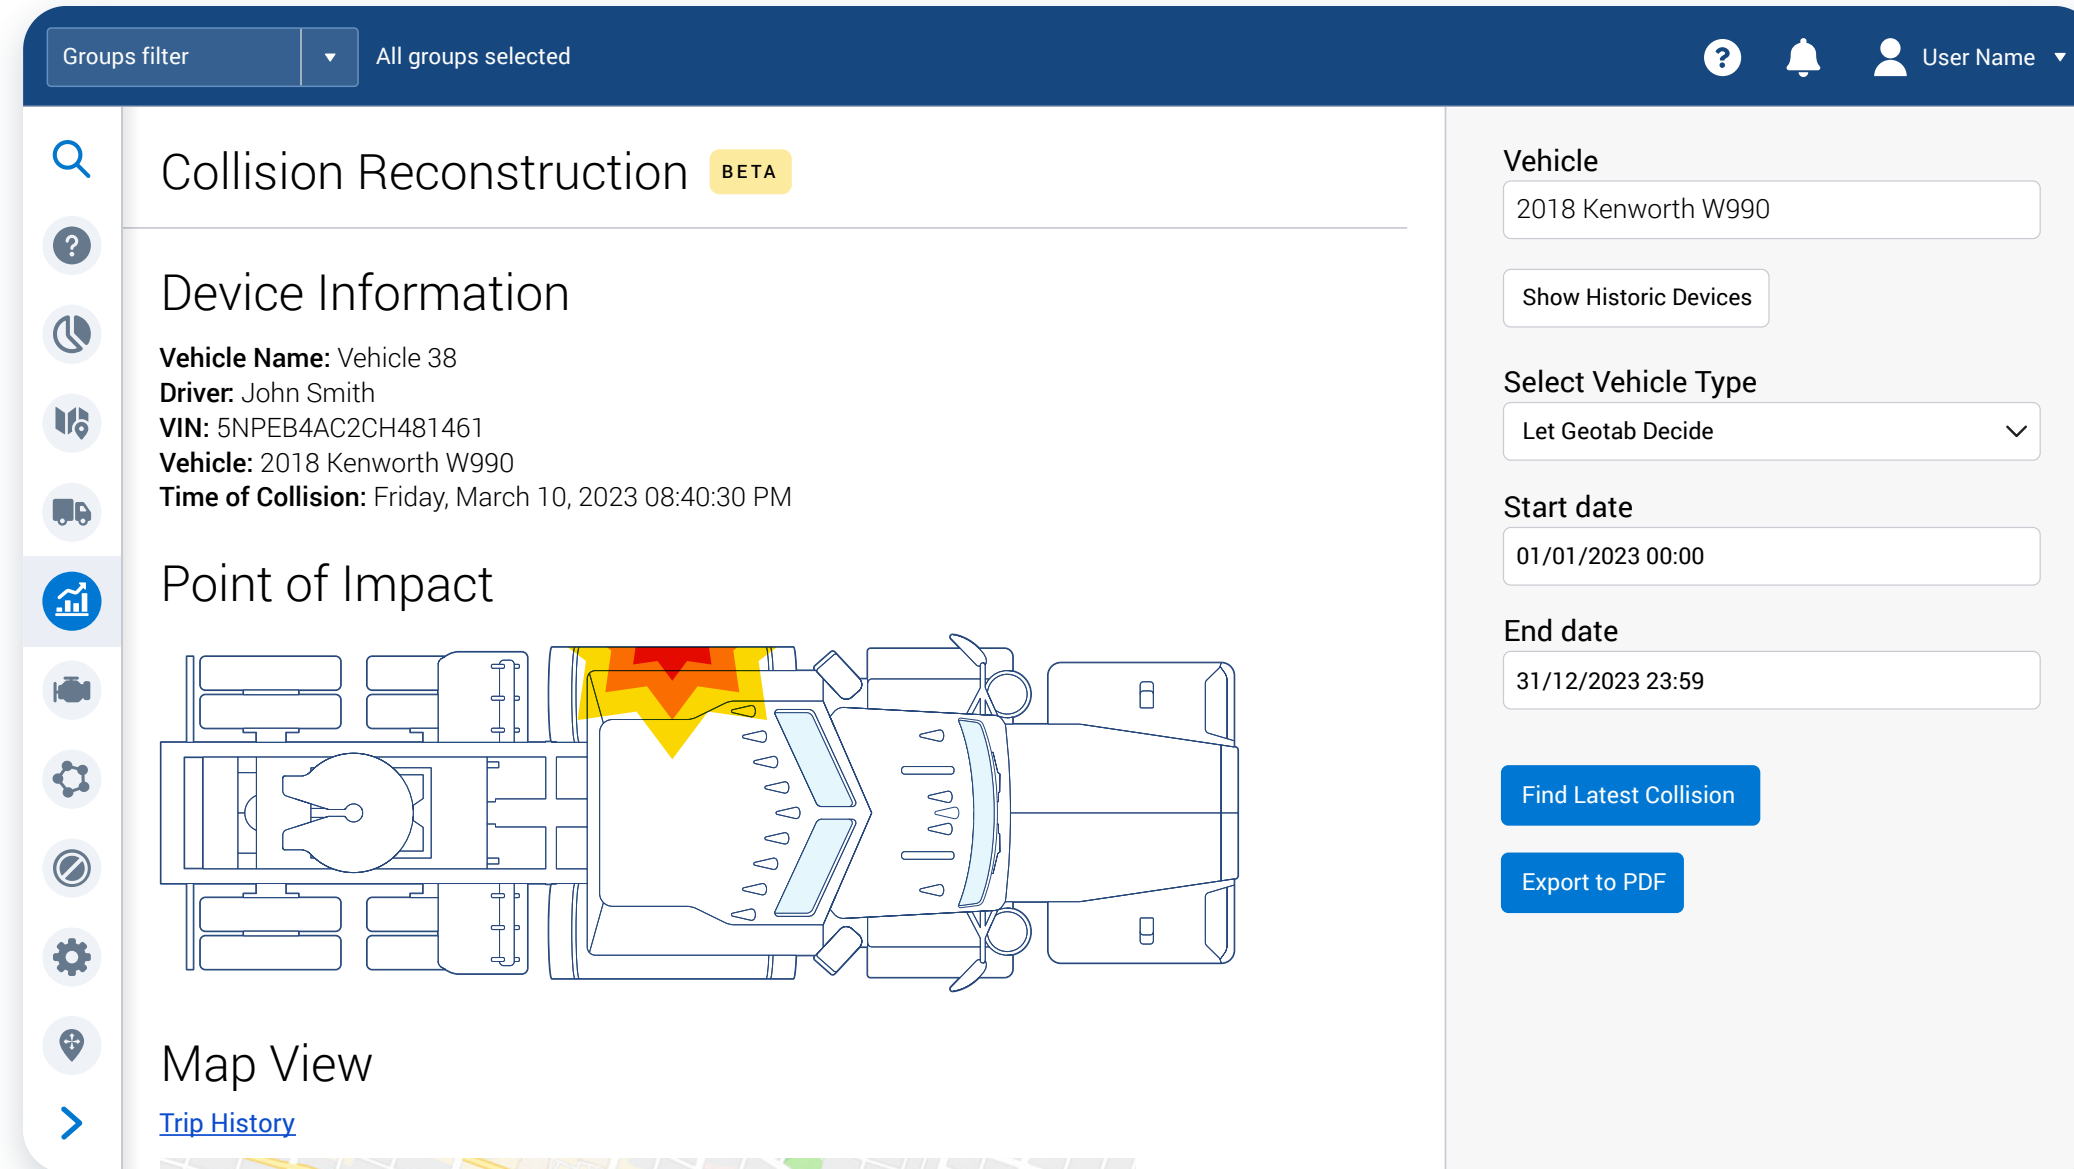 Groups filter
All groups selected
User Name
Collision Reconstruction BETA
Device Information
Vehicle Name: Vehicle 38
Driver: John Smith
VIN: 5NPEB4AC2CH481461
Vehicle: 2018 Kenworth W990
Time of Collision: Friday, March 10, 2023 08:40:30 PM
Point of Impact
Map View
Trip History
Vehicle
2018 Kenworth W990
Show Historic Devices
Select Vehicle Type
Let Geotab Decide
Start date
01/01/2023 00:00
End date
31/12/2023 23:59
Find Latest Collision
Export to PDF